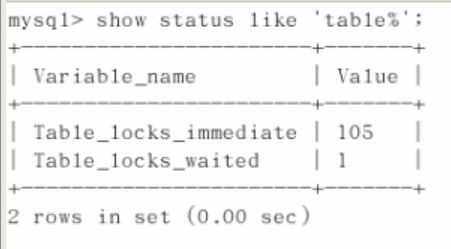 mysql> show status like 'table%';
+-----------------------+-------+
| Variable_name         | Value |
+-----------------------+-------+
| Table_locks_immediate | 105   |
| Table_locks_waited    | 1     |
+-----------------------+-------+
2 rows in set (0.00 sec)